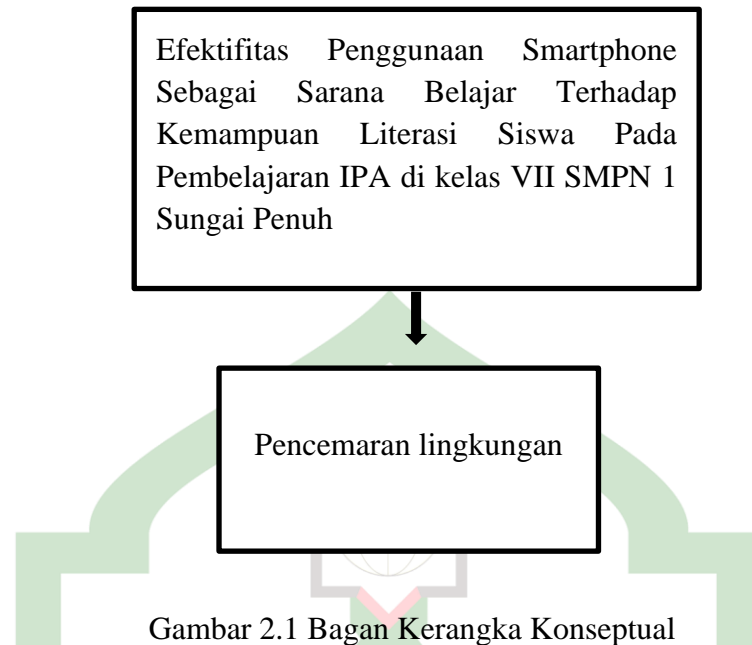 Efektifitas Penggunaan Smartphone
Sebagai Sarana Belajar Terhadap
Kemampuan Literasi Siswa Pada
Pembelajaran IPA di kelas VII SMPN 1
Sungai Penuh
Pencemaran lingkungan
Gambar 2.1 Bagan Kerangka Konseptual